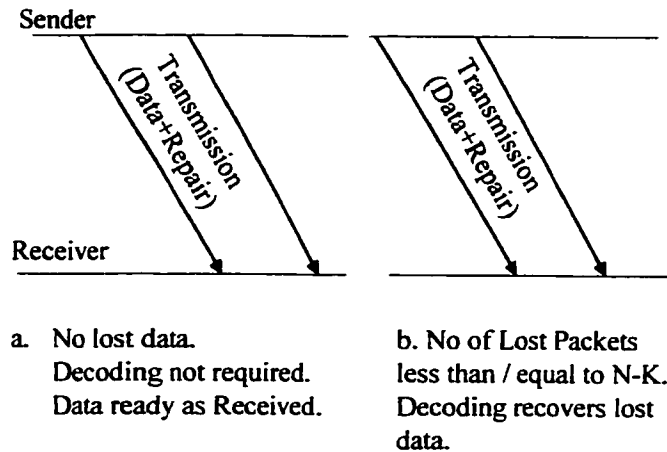 Sender
Transmission
(Data+Repair)
Transmission
(Data+Repair)
Receiver
a. No lost data.
Decoding not required.
Data ready as Received.
b. No of Lost Packets
less than / equal to N-K.
Decoding recovers lost
data.